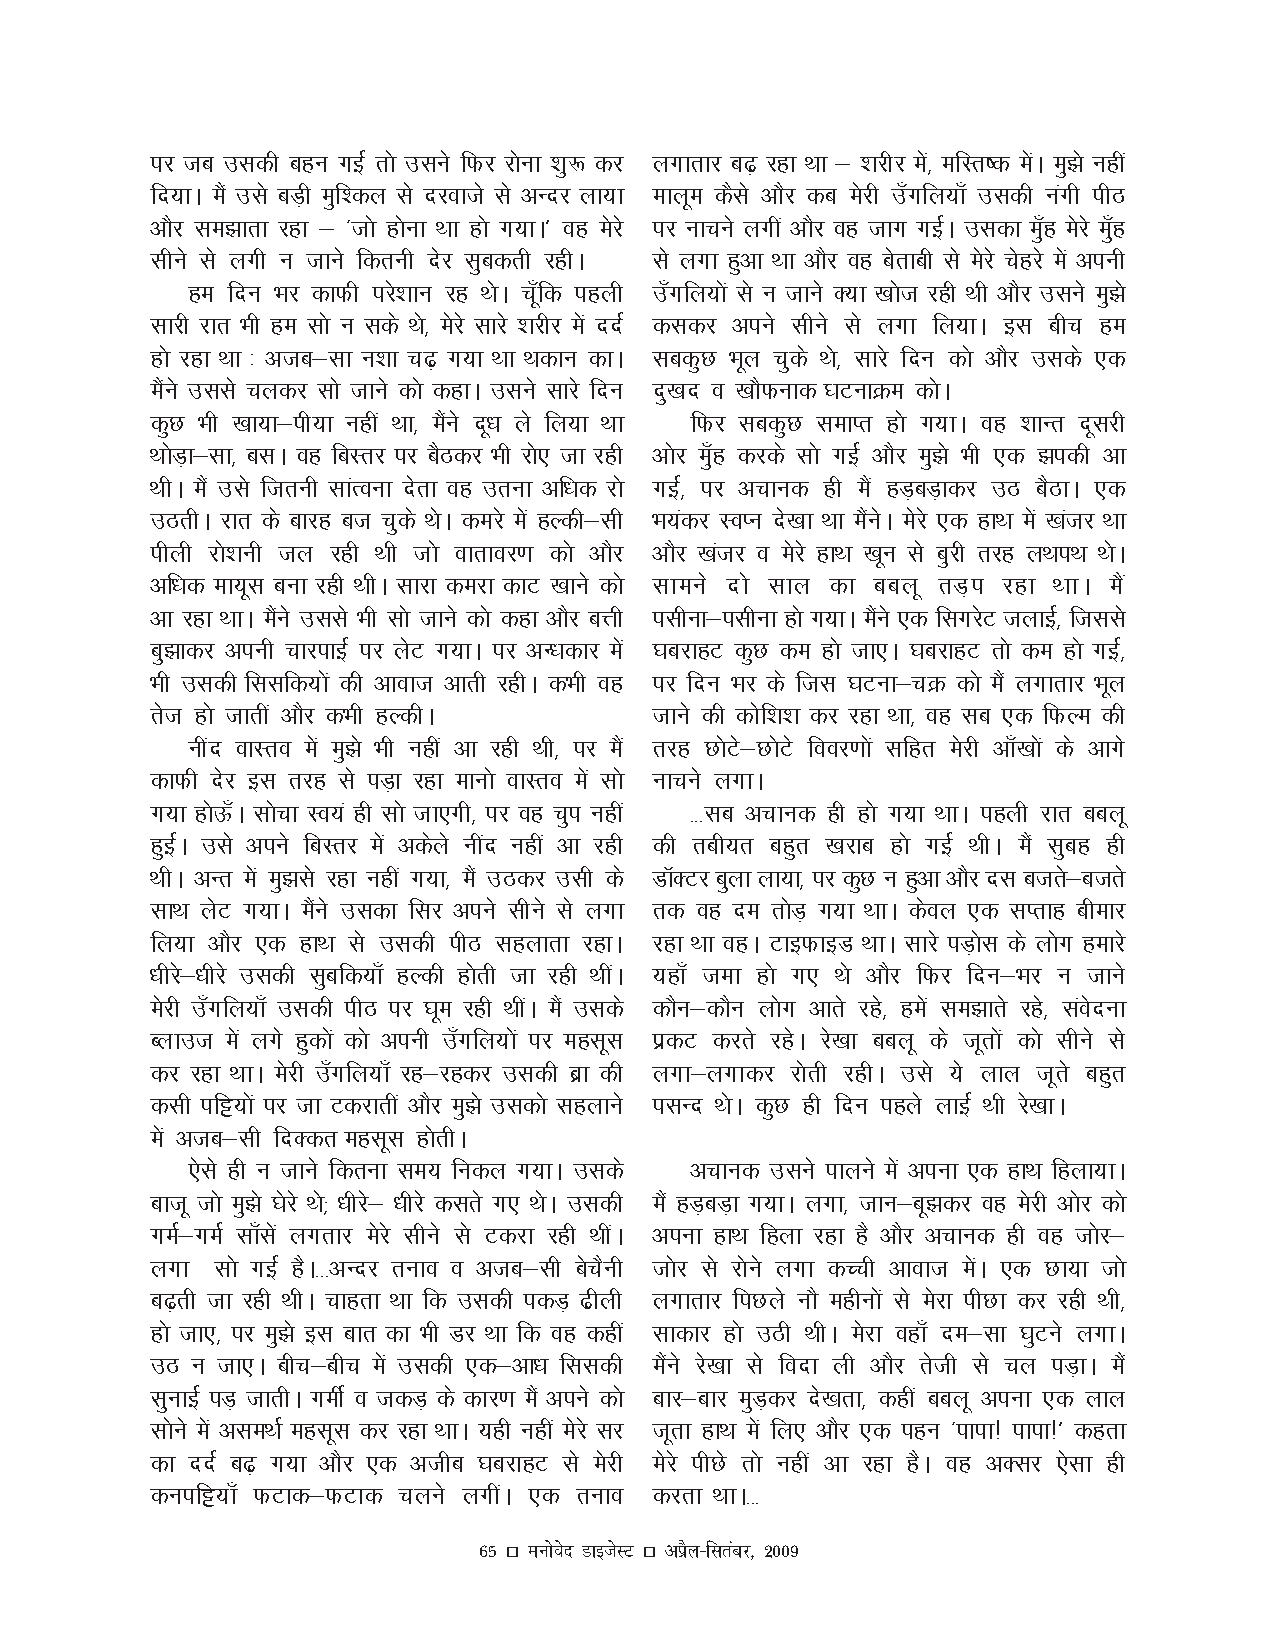 पर जब उसकी बहन गई तो उसने फिर रोना शुरू कर
दिया। मैं उसे बड़ी मुश्किल से दरवाजे से अन्दर लाया
और समझाता रहा – 'जो होना था हो गया।' वह मेरे
सीने से लगी न जाने कितनी देर सुबकती रही।
हम दिन भर काफी परेशान रह थे। चूँकि पहली
सारी रात भी हम सो न सके थे, मेरे सारे शरीर में दर्द
हो रहा था : अजब–सा नशा चढ़ गया था थकान का।
मैंने उससे चलकर सो जाने को कहा। उसने सारे दिन
कुछ भी खाया–पीया नहीं था, मैंने दूध ले लिया था
थोड़ा–सा, बस। वह बिस्तर पर बैठकर भी रोए जा रही
थी। मैं उसे जितनी सांत्वना देता वह उतना अधिक रो
उठती। रात के बारह बज चुके थे। कमरे में हल्की–सी
पीली रोशनी जल रही थी जो वातावरण को और
अधिक मायूस बना रही थी। सारा कमरा काट खाने को
आ रहा था। मैंने उससे भी सो जाने को कहा और बत्ती
बुझाकर अपनी चारपाई पर लेट गया। पर अन्धकार में
भी उसकी सिसकियों की आवाज आती रही। कभी वह
तेज हो जातीं और कभी हल्की।
नींद वास्तव में मुझे भी नहीं आ रही थी, पर मैं
काफी देर इस तरह से पड़ा रहा मानो वास्तव में सो
गया होऊँ। सोचा स्वयं ही सो जाएगी, पर वह चुप नहीं
हुई। उसे अपने बिस्तर में अकेले नींद नहीं आ रही
थी। अन्त में मुझसे रहा नहीं गया, मैं उठकर उसी के
साथ लेट गया। मैंने उसका सिर अपने सीने से लगा
लिया और एक हाथ से उसकी पीठ सहलाता रहा।
धीरे–धीरे उसकी सुबकियाँ हल्की होती जा रही थीं।
मेरी उँगलियाँ उसकी पीठ पर घूम रही थीं। मैं उसके
ब्लाउज में लगे हुकों को अपनी उँगलियों पर महसूस
कर रहा था। मेरी उँगलियाँ रह–रहकर उसकी ब्रा की
कसी पट्टियों पर जा टकरातीं और मुझे उसको सहलाने
में अजब–सी दिक्कत महसूस होती।
ऐसे ही न जाने कितना समय निकल गया। उसके
बाजू जो मुझे घेरे थे; धीरे– धीरे कसते गए थे। उसकी
गर्म–गर्म साँसें लगतार मेरे सीने से टकरा रही थीं।
लगा सो गई है।...अन्दर तनाव व अजब–सी बेचैनी
बढ़ती जा रही थी। चाहता था कि उसकी पकड़ ढीली
हो जाए, पर मुझे इस बात का भी डर था कि वह कहीं
उठ न जाए। बीच–बीच में उसकी एक–आध सिसकी
सुनाई पड़ जाती। गर्मी व जकड़ के कारण मैं अपने को
सोने में असमर्थ महसूस कर रहा था। यही नहीं मेरे सर
का दर्द बढ़ गया और एक अजीब घबराहट से मेरी
कनपट्टियाँ फटाक–फटाक चलने लगीं। एक तनाव
लगातार बढ़ रहा था – शरीर में, मस्तिष्क में। मुझे नहीं
मालूम कैसे और कब मेरी उँगलियाँ उसकी नंगी पीठ
पर नाचने लगीं और वह जाग गई। उसका मुँह मेरे मुँह
से लगा हुआ था और वह बेताबी से मेरे चेहरे में अपनी
उँगलियों से न जाने क्या खोज रही थी और उसने मुझे
कसकर अपने सीने से लगा लिया। इस बीच हम
सबकुछ भूल चुके थे, सारे दिन को और उसके एक
दुखद व खौफनाक घटनाक्रम को।
फिर सबकुछ समाप्त हो गया। वह शान्त दूसरी
ओर मुँह करके सो गई और मुझे भी एक झपकी आ
गई, पर अचानक ही मैं हड़बड़ाकर उठ बैठा। एक
भयंकर स्वप्न देखा था मैंने। मेरे एक हाथ में खंजर था
और खंजर व मेरे हाथ खून से बुरी तरह लथपथ थे।
सामने दो साल का बबलू तड़प रहा था। मैं
पसीना–पसीना हो गया। मैंने एक सिगरेट जलाई, जिससे
घबराहट कुछ कम हो जाए। घबराहट तो कम हो गई,
पर दिन भर के जिस घटना–चक्र को मैं लगातार भूल
जाने की कोशिश कर रहा था, वह सब एक फिल्म की
तरह छोटे–छोटे विवरणों सहित मेरी आँखों के आगे
नाचने लगा।
...सब अचानक ही हो गया था। पहली रात बबलू
की तबीयत बहुत खराब हो गई थी। मैं सुबह ही
डॉक्टर बुला लाया, पर कुछ न हुआ और दस बजते–बजते
तक वह दम तोड़ गया था। केवल एक सप्ताह बीमार
रहा था वह। टाइफाइड था। सारे पड़ोस के लोग हमारे
यहाँ जमा हो गए थे और फिर दिन–भर न जाने
कौन–कौन लोग आते रहे, हमें समझाते रहे, संवेदना
प्रकट करते रहे। रेखा बबलू के जूतों को सीने से
लगा–लगाकर रोती रही। उसे ये लाल जूते बहुत
पसन्द थे। कुछ ही दिन पहले लाई थी रेखा।
अचानक उसने पालने में अपना एक हाथ हिलाया।
मैं हड़बड़ा गया। लगा, जान–बूझकर वह मेरी ओर को
अपना हाथ हिला रहा है और अचानक ही वह जोर–
जोर से रोने लगा कच्ची आवाज में। एक छाया जो
लगातार पिछले नौ महीनों से मेरा पीछा कर रही थी,
साकार हो उठी थी। मेरा वहाँ दम–सा घुटने लगा।
मैंने रेखा से विदा ली और तेजी से चल पड़ा। मैं
बार–बार मुड़कर देखता, कहीं बबलू अपना एक लाल
जूता हाथ में लिए और एक पहन 'पापा! पापा!' कहता
मेरे पीछे तो नहीं आ रहा है। वह अक्सर ऐसा ही
करता था।...
65 □ मनोवेद डाइजेस्ट □ अप्रैल-सितंबर, 2009